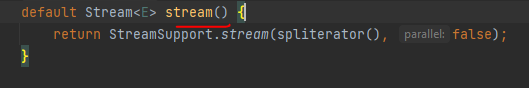 default Stream<E> stream() {
return StreamSupport.stream(spliterator(), parallel: false);
}